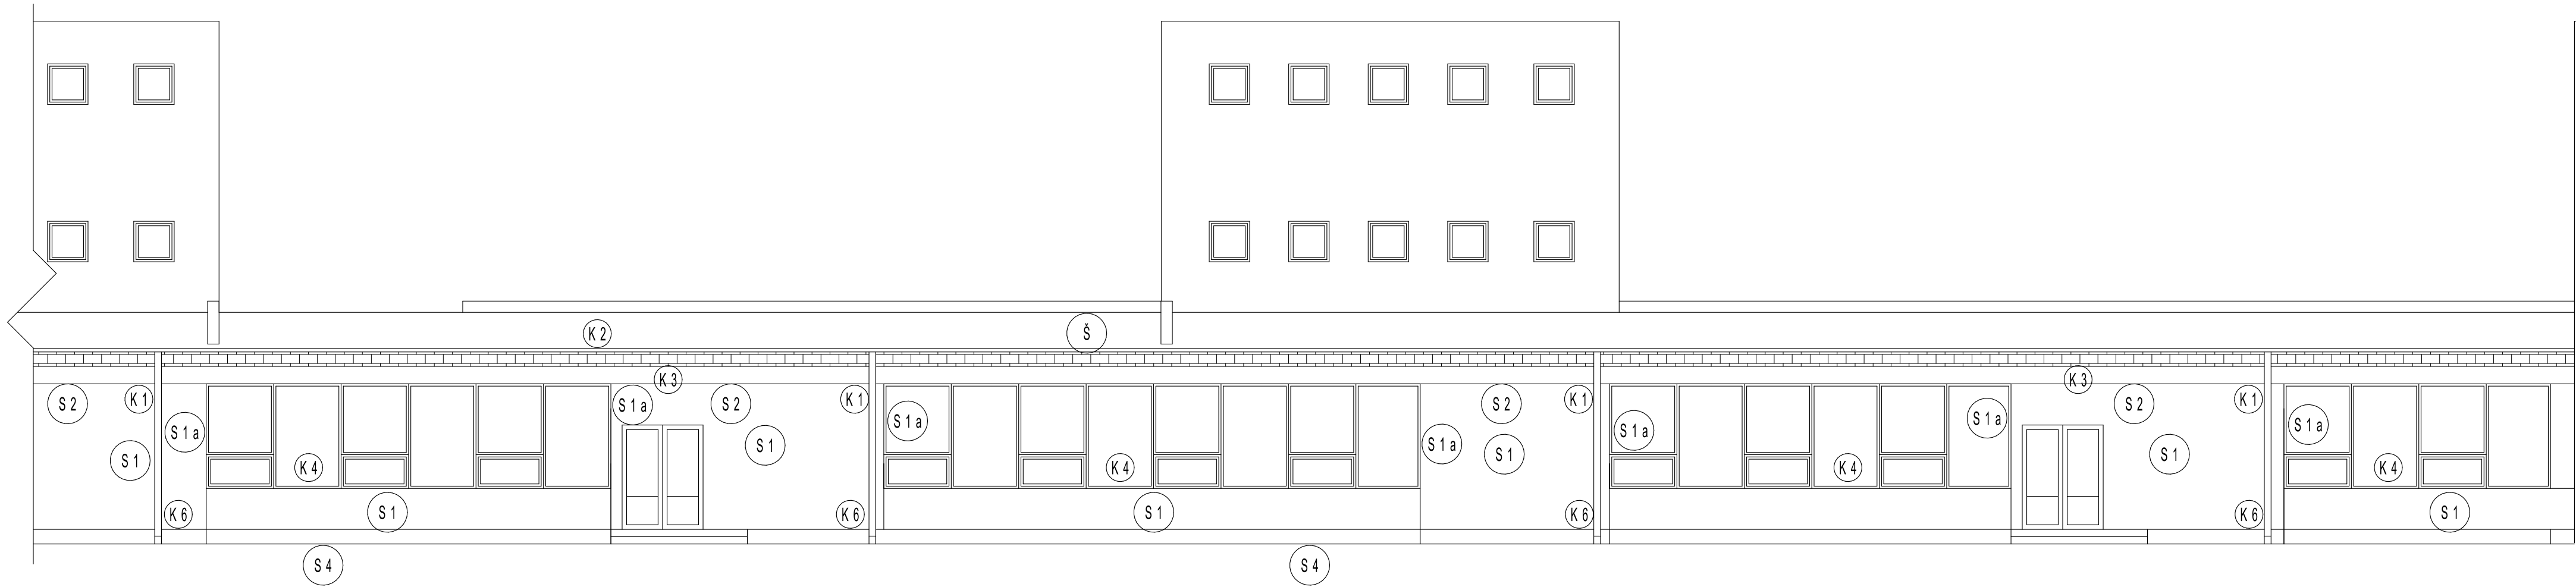 K2 Š
K3 K3
S2 K1 S1a S2 K1 S2 K1 S2 K1
S1a S1a S1a S1a
S1 S1 S1a S1 S1
K4 K4 K4 K4
K6 S1 K6 S1 K6 K6 S1
S4 S4